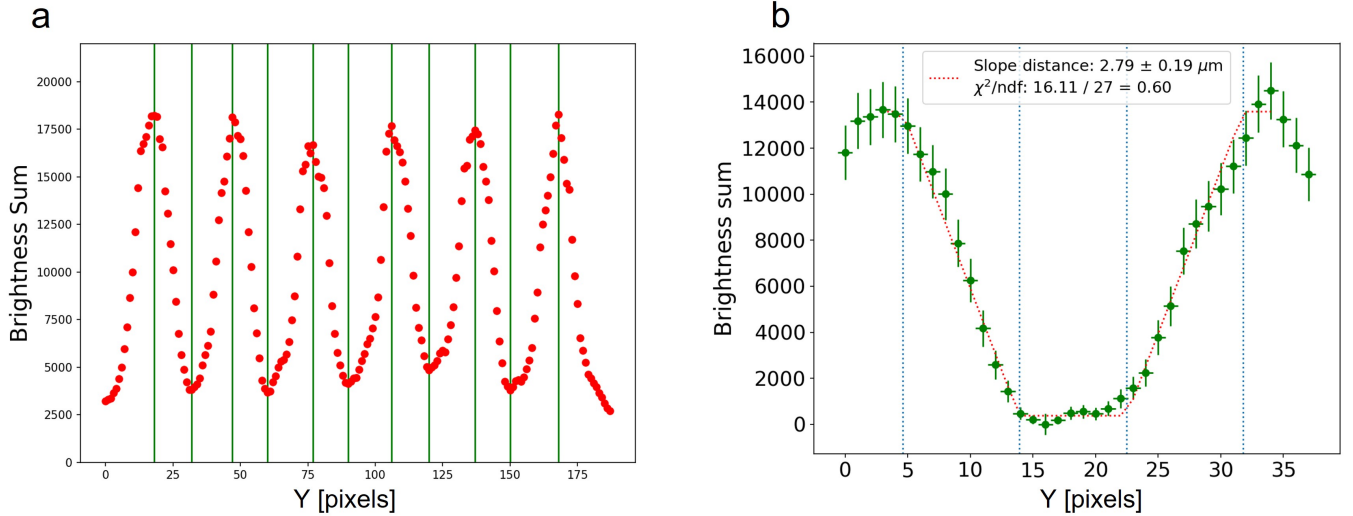 a
Brightness Sum
20000
17500
15000
12500
10000
7500
5000
2500
0
0 25 50 75 100 125 150 175
Y [pixels]
b
Brightness sum
16000
14000
12000
10000
8000
6000
4000
2000
0
Slope distance: 2.79 ± 0.19 μm
χ²/ndf: 16.11 / 27 = 0.60
0 5 10 15 20 25 30 35
Y [pixels]